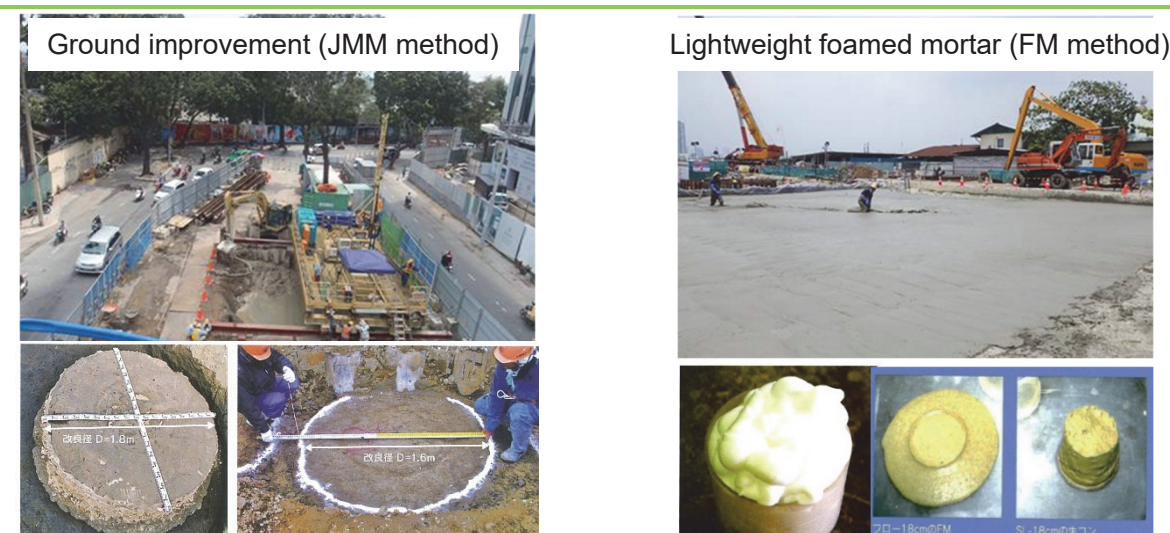 Ground improvement (JMM method)
Lightweight foamed mortar (FM method)
改良径 D=1.8m
改良径 D=1.6m
フロー18cmのFM
SL-18cmの生コン